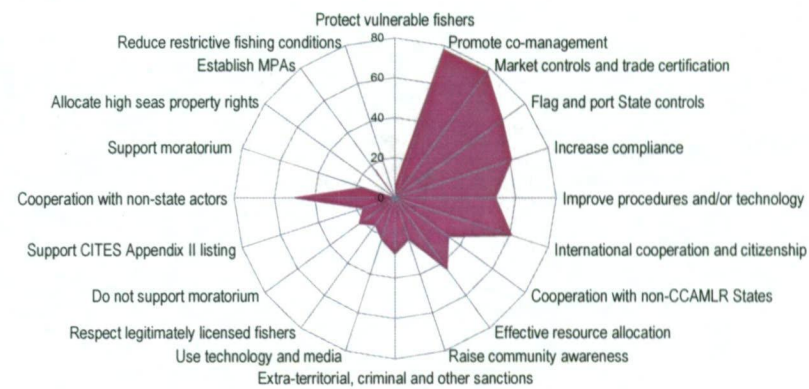 Protect vulnerable fishers
80
Reduce restrictive fishing conditions
Promote co-management
Establish MPAs
Market controls and trade certification
60
Allocate high seas property rights
Flag and port State controls
40
Support moratorium
Increase compliance
20
Cooperation with non-state actors
0
Improve procedures and/or technology
Support CITES Appendix II listing
International cooperation and citizenship
Do not support moratorium
Cooperation with non-CCAMLR States
Respect legitimately licensed fishers
Effective resource allocation
Use technology and media
Raise community awareness
Extra-territorial, criminal and other sanctions